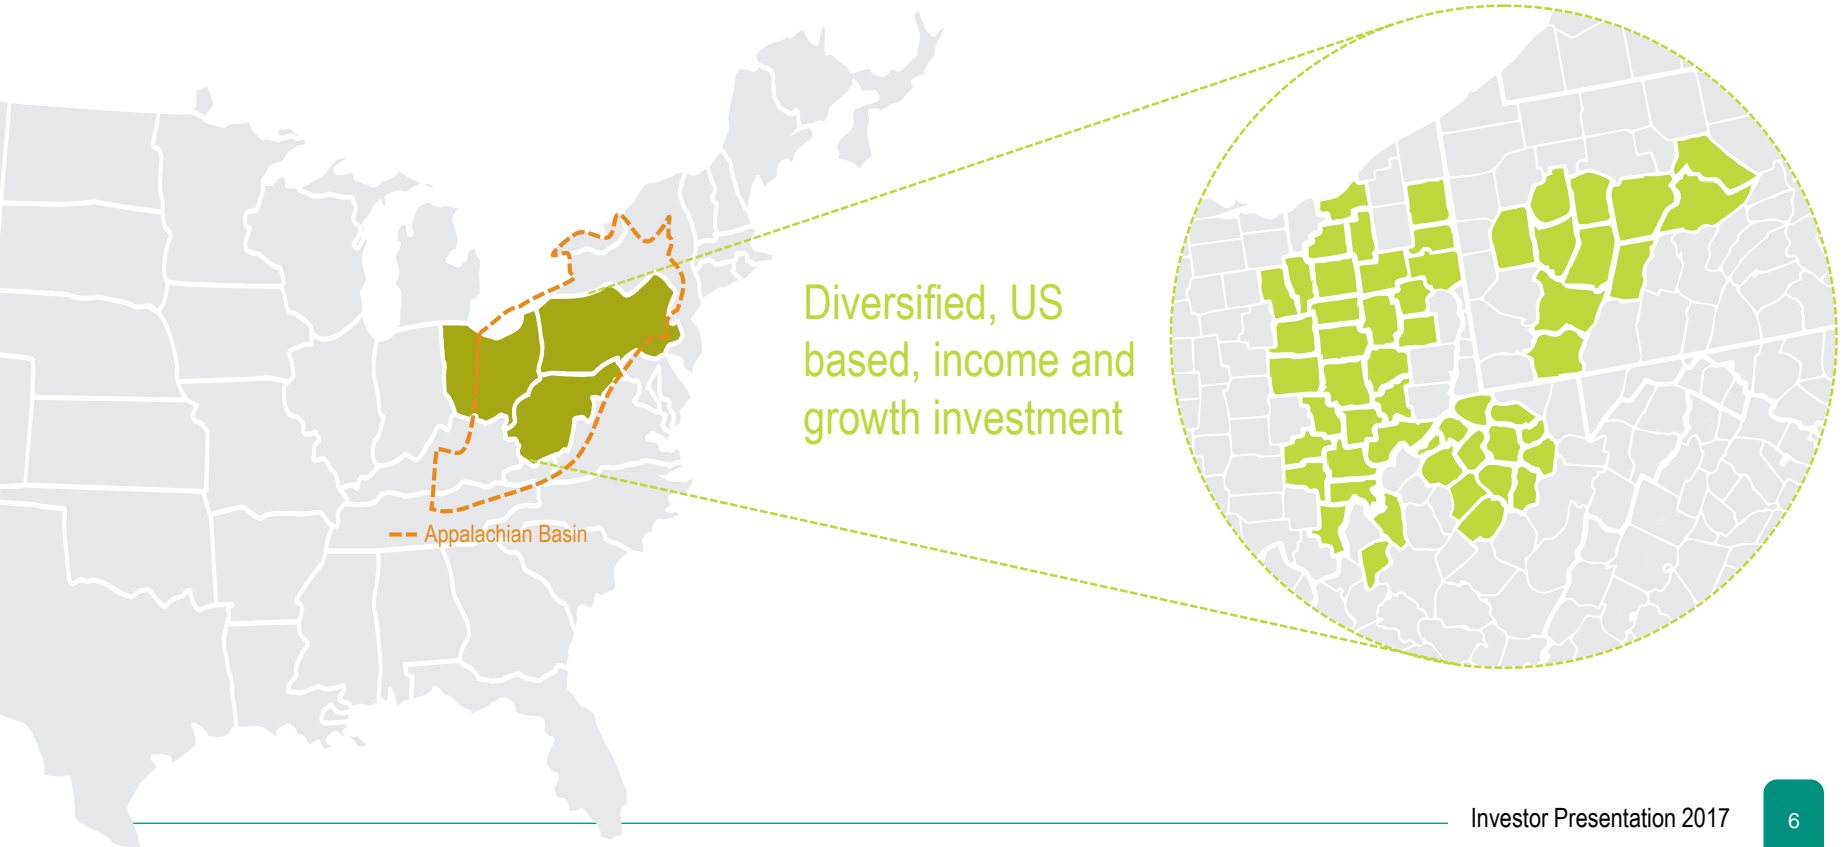 Diversified, US
based, income and
growth investment
Appalachian Basin
Investor Presentation 2017
6